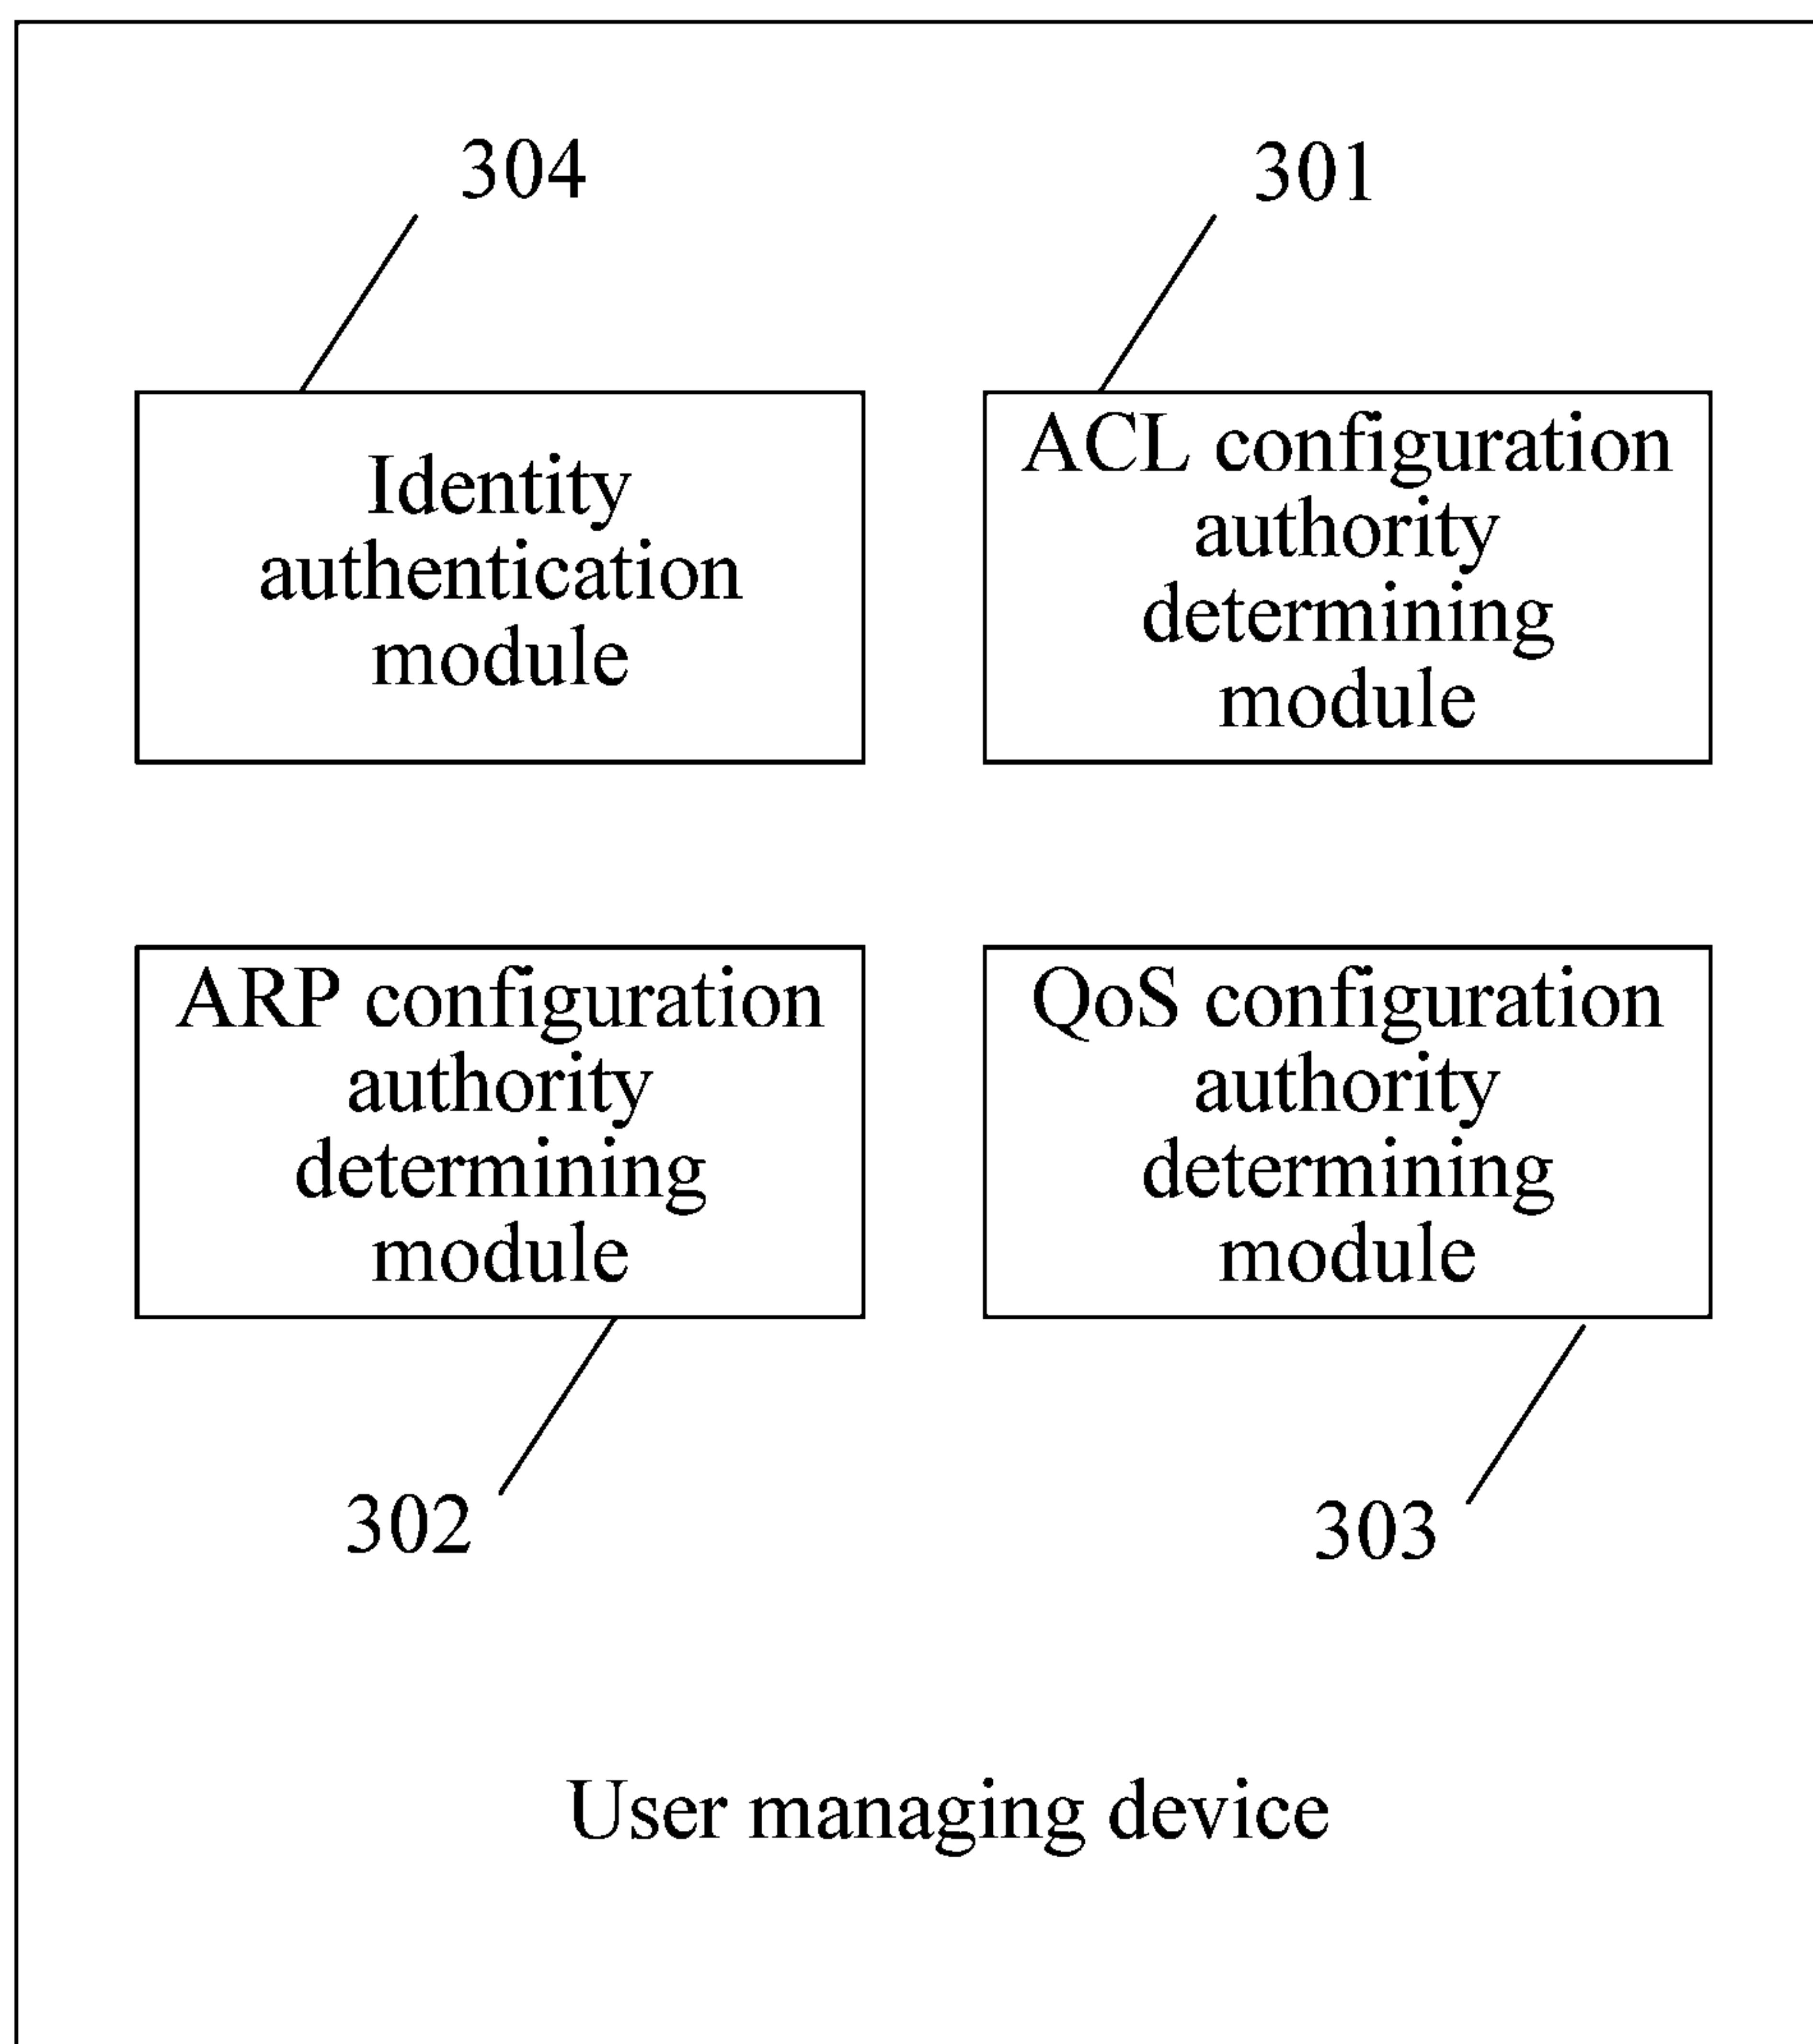 304
301
Identity
authentication
module
ACL configuration
authority
determining
module
ARP configuration
authority
determining
module
QoS configuration
authority
determining
module
302
303
User managing device